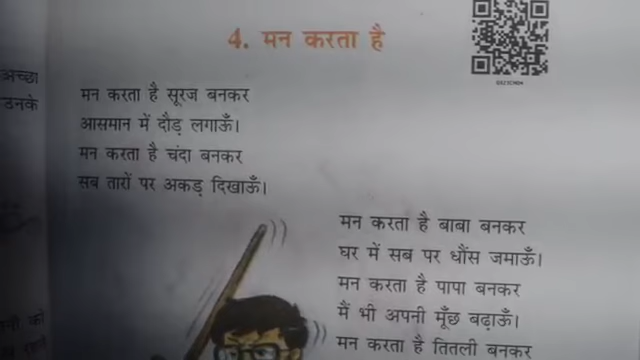 अच्छा
उनके
4. मन करता है
मन करता है सूरज बनकर
आसमान में दौड़ लगाऊँ।
मन करता है चंदा बनकर
सब तारों पर अकड़ दिखाऊँ।
मन करता है बाबा बनकर
घर में सब पर धौंस जमाऊँ।
मन करता है पापा बनकर
मैं भी अपनी मूँछ बढ़ाऊँ।
मन करता है तितली बनकर